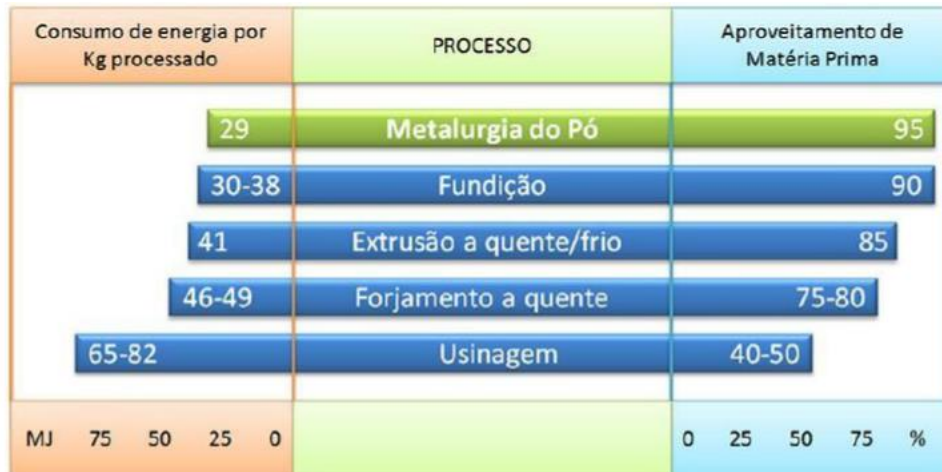 Consumo de energia por
Kg processado
PROCESSO
Aproveitamento de
Matéria Prima
29 Metalurgia do Pó 95
30-38 Fundição 90
41 Extrusão a quente/frio 85
46-49 Forjamento a quente 75-80
65-82 Usinagem 40-50
MJ 75 50 25 0 0 25 50 75 %